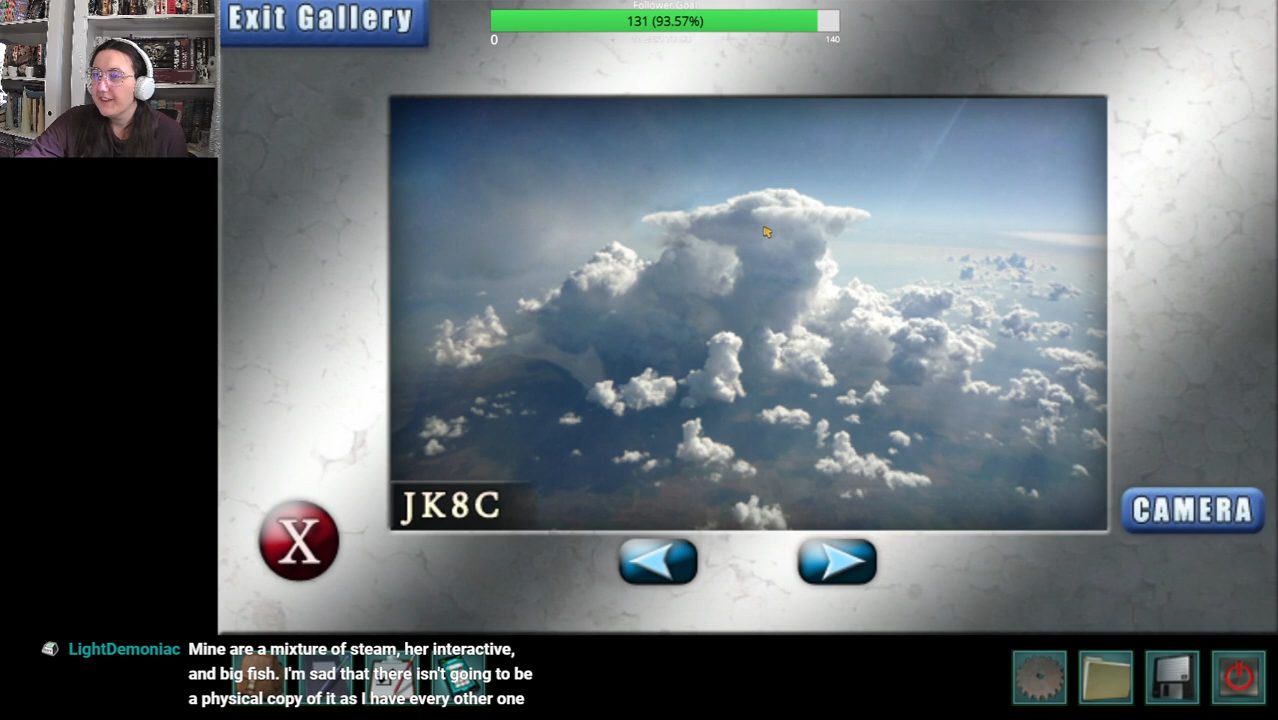 Exit Gallery
Follower Goal
131 (93.57%)
0
140
JK8C
X
CAMERA
LightDemoniac Mine are a mixture of steam, her interactive,
and big fish. I'm sad that there isn't going to be
a physical copy of it as I have every other one